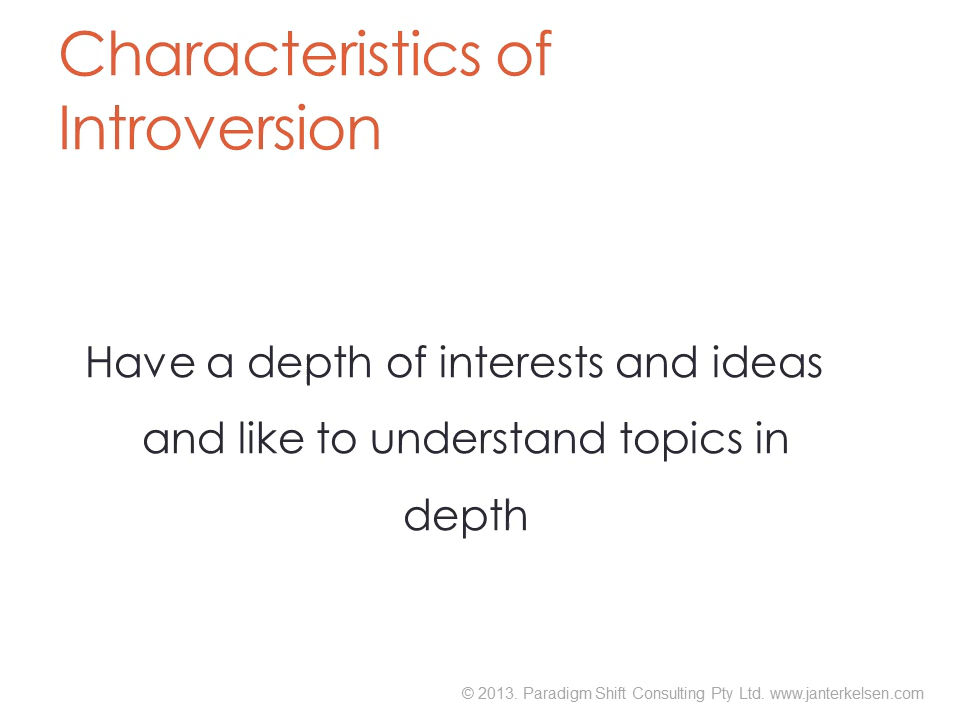 Characteristics of
Introversion
Have a depth of interests and ideas
and like to understand topics in
depth
© 2013. Paradigm Shift Consulting Pty Ltd. www.janterkelsen.com